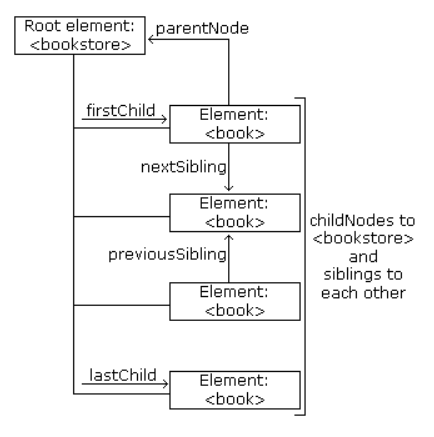 Root element:
<bookstore>
parentNode
firstChild
Element:
<book>
nextSibling
Element:
<book>
previousSibling
Element:
<book>
lastChild
Element:
<book>
childNodes to
<bookstore>
and
siblings to
each other